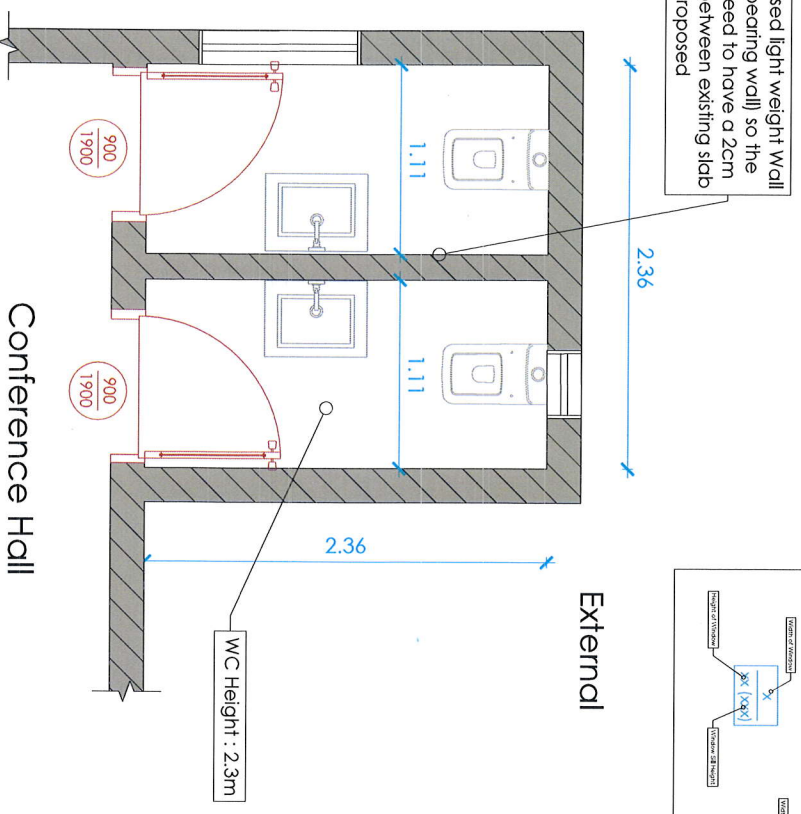 sed light weight Wall
bearing wall) so the
eed to have a 2cm
etween existing slab
roposed
2.36
1.11
1.11
900
1900
900
1900
2.36
WC Height : 2.3m
Conference Hall
External
Width of Window
X
Height of Window
Window Sill Height